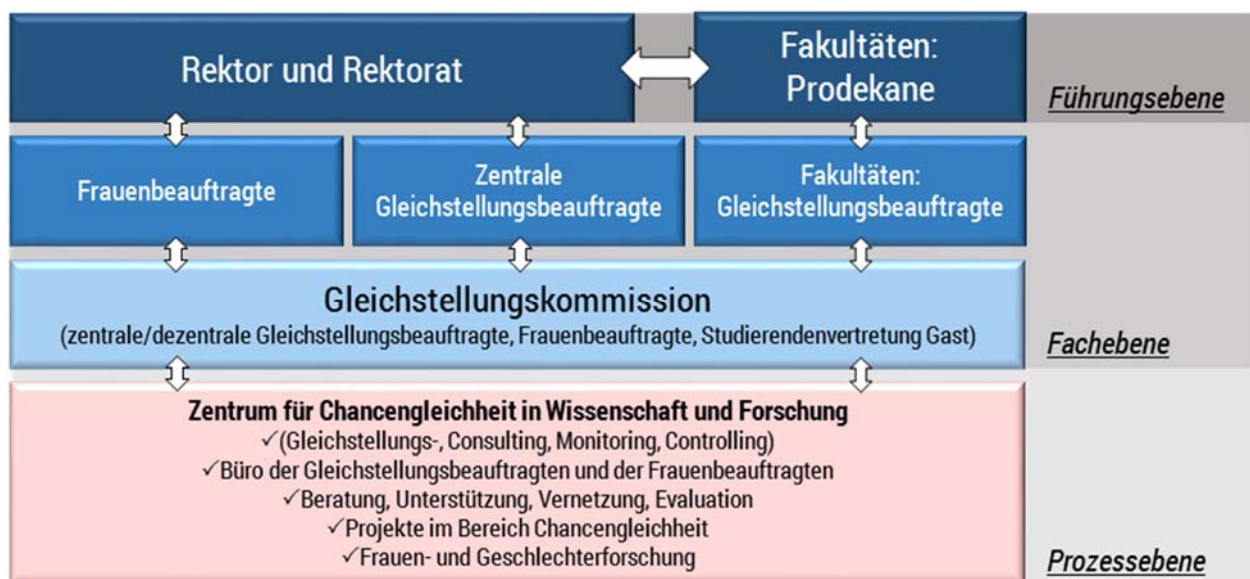 Rektor und Rektorat
Fakultäten:
Prodekane
Führungsebene
Frauenbeauftragte
Zentrale
Gleichstellungsbeauftragte
Fakultäten:
Gleichstellungsbeauftragte
Gleichstellungskommission
(zentrale/dezentrale Gleichstellungsbeauftragte, Frauenbeauftragte, Studierendenvertretung Gast)
Fachebene
Zentrum für Chancengleichheit in Wissenschaft und Forschung
✓(Gleichstellungs-, Consulting, Monitoring, Controlling)
✓Büro der Gleichstellungsbeauftragten und der Frauenbeauftragten
✓Beratung, Unterstützung, Vernetzung, Evaluation
✓Projekte im Bereich Chancengleichheit
✓Frauen- und Geschlechterforschung
Prozessebene